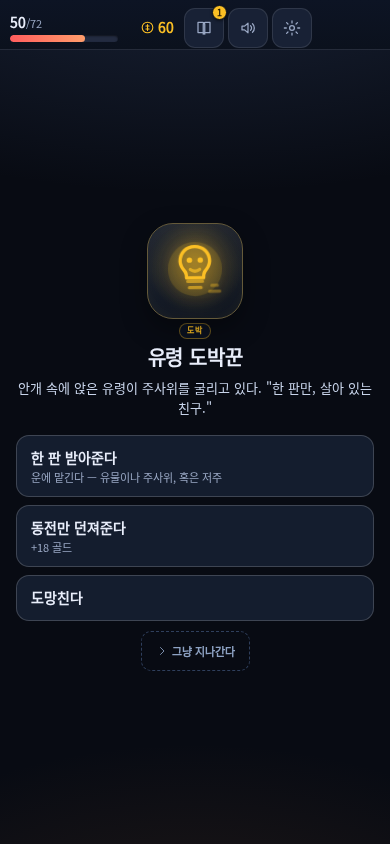 50/72
60
1
도박
유령 도박꾼
안개 속에 앉은 유령이 주사위를 굴리고 있다. "한 판만, 살아 있는
친구."
한 판 받아준다
운에 맡긴다 — 유물이나 주사위, 혹은 저주
동전만 던져준다
+18 골드
도망친다
그냥 지나간다